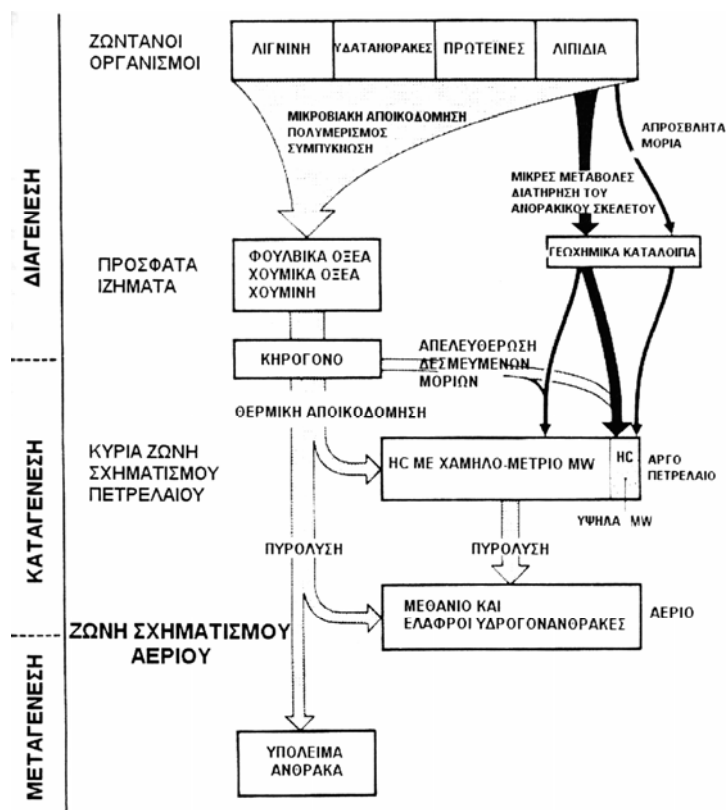 ΖΩΝΤΑΝΟΙ
ΟΡΓΑΝΙΣΜΟΙ
ΛΙΓΝΙΝΗ
ΥΔΑΤΑΝΘΡΑΚΕΣ
ΠΡΩΤΕΙΝΕΣ
ΛΙΠΙΔΙΑ
ΜΙΚΡΟΒΙΑΚΗ ΑΠΟΙΚΟΔΟΜΗΣΗ
ΠΟΛΥΜΕΡΙΣΜΟΣ
ΣΥΜΠΥΚΝΩΣΗ
ΑΠΡΟΣΒΛΗΤΑ
ΜΟΡΙΑ
ΜΙΚΡΕΣ ΜΕΤΑΒΟΛΕΣ
ΔΙΑΤΗΡΗΣΗ ΤΟΥ
ΑΝΟΡΑΚΙΚΟΥ ΣΚΕΛΕΤΟΥ
ΔΙΑΓΕΝΕΣΗ
ΠΡΟΣΦΑΤΑ
ΙΖΗΜΑΤΑ
ΦΟΥΛΒΙΚΑ ΟΞΕΑ
ΧΟΥΜΙΚΑ ΟΞΕΑ
ΧΟΥΜΙΝΗ
ΓΕΩΧΗΜΙΚΑ ΚΑΤΑΛΟΙΠΑ
ΚΗΡΟΓΟΝΟ
ΑΠΕΛΕΥΘΕΡΩΣΗ
ΔΕΣΜΕΥΜΕΝΩΝ
ΜΟΡΙΩΝ
ΘΕΡΜΙΚΗ ΑΠΟΙΚΟΔΟΜΗΣΗ
ΚΑΤΑΓΕΝΕΣΗ
ΚΥΡΙΑ ΖΩΝΗ
ΣΧΗΜΑΤΙΣΜΟΥ
ΠΕΤΡΕΛΑΙΟΥ
HC ΜΕ ΧΑΜΗΛΟ-ΜΕΤΡΙΟ MW
HC
ΑΡΓΟ
ΠΕΤΡΕΛΑΙΟ
ΥΨΗΛΑ MW
ΠΥΡΟΛΥΣΗ
ΠΥΡΟΛΥΣΗ
ΜΕΘΑΝΙΟ ΚΑΙ
ΕΛΑΦΡΟΙ ΥΔΡΟΓΟΝΑΝΘΡΑΚΕΣ
ΑΕΡΙΟ
ΖΩΝΗ ΣΧΗΜΑΤΙΣΜΟΥ
ΑΕΡΙΟΥ
ΜΕΤΑΓΕΝΕΣΗ
ΥΠΟΛΕΙΜΑ
ΑΝΘΡΑΚΑ